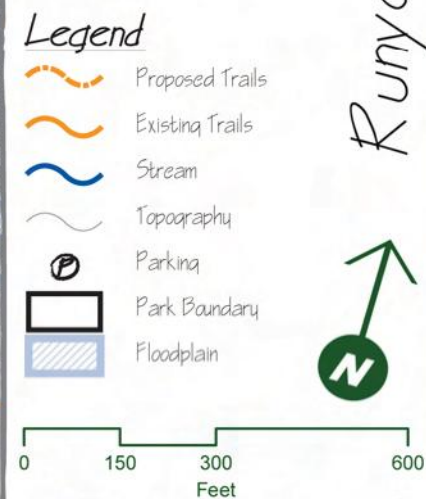 Legend
Proposed Trails
Existing Trails
Stream
Topography
P Parking
Park Boundary
Floodplain
N
0 150 300 600
Feet